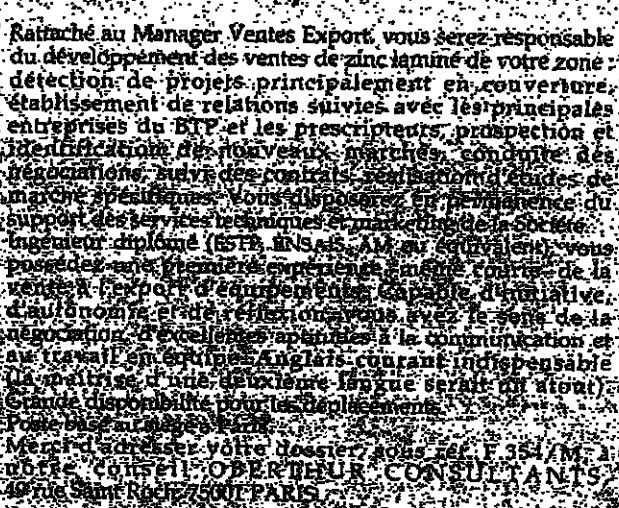 Rattaché au Manager Ventes Export, vous serez responsable
du développement des ventes de zinc laminé de votre zone :
détection de projets principalement en couverture,
établissement de relations suivies avec les principales
entreprises du BTP et les prescripteurs, prospection et
identification de nouveaux marchés, conduite des
négociations, suivi des contrats, réalisation d'études de
marché spécifiques. Vous disposerez en permanence du
support des services techniques et marketing de la Société.
Ingénieur diplômé (ESTP, ENSAIS, AM ou équivalent), vous
possédez une première expérience, même courte, de la
vente à l'export d'équipements. Capable d'initiative,
d'autonomie et de réflexion, vous avez le sens de la
négociation, d'excellentes aptitudes à la communication et
au travail en équipe. Anglais courant indispensable
(la maîtrise d'une deuxième langue serait un atout).
Grande disponibilité pour les déplacements.
Poste basé au siège à Paris.
Merci d'adresser votre dossier, sous réf. F 354/M, à
notre conseil OBERTHUR CONSULTANTS,
49 rue Saint Roch, 75001 PARIS.